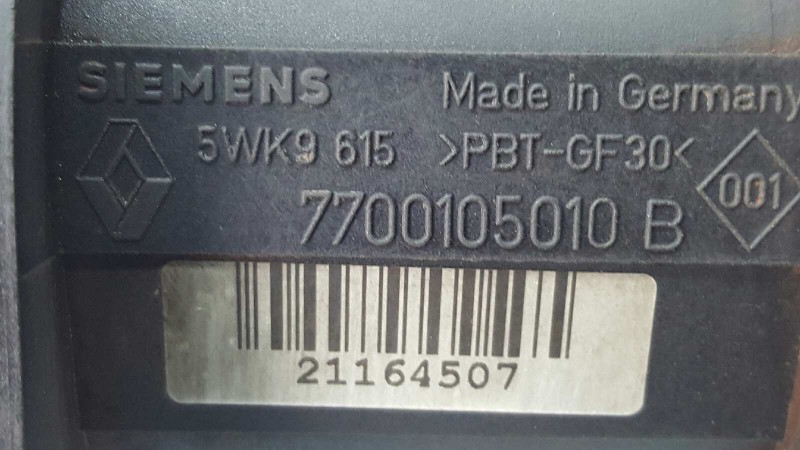 SIEMENS Made in Germany
5WK9 615 >PBT-GF30< 001
7700105010 B
21164507